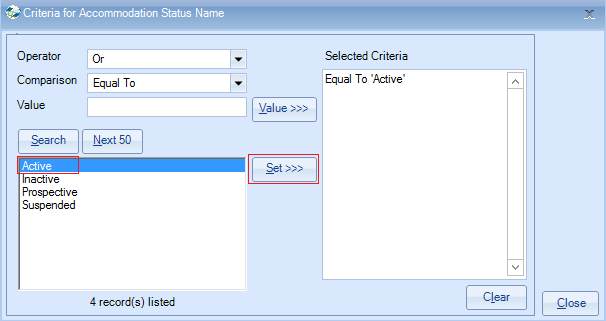 Criteria for Accommodation Status Name
Operator
Or
Selected Criteria
Comparison
Equal To
Equal To 'Active'
Value
Value >>>
Search
Next 50
Active
Set >>>
Inactive
Prospective
Suspended
4 record(s) listed
Clear
Close